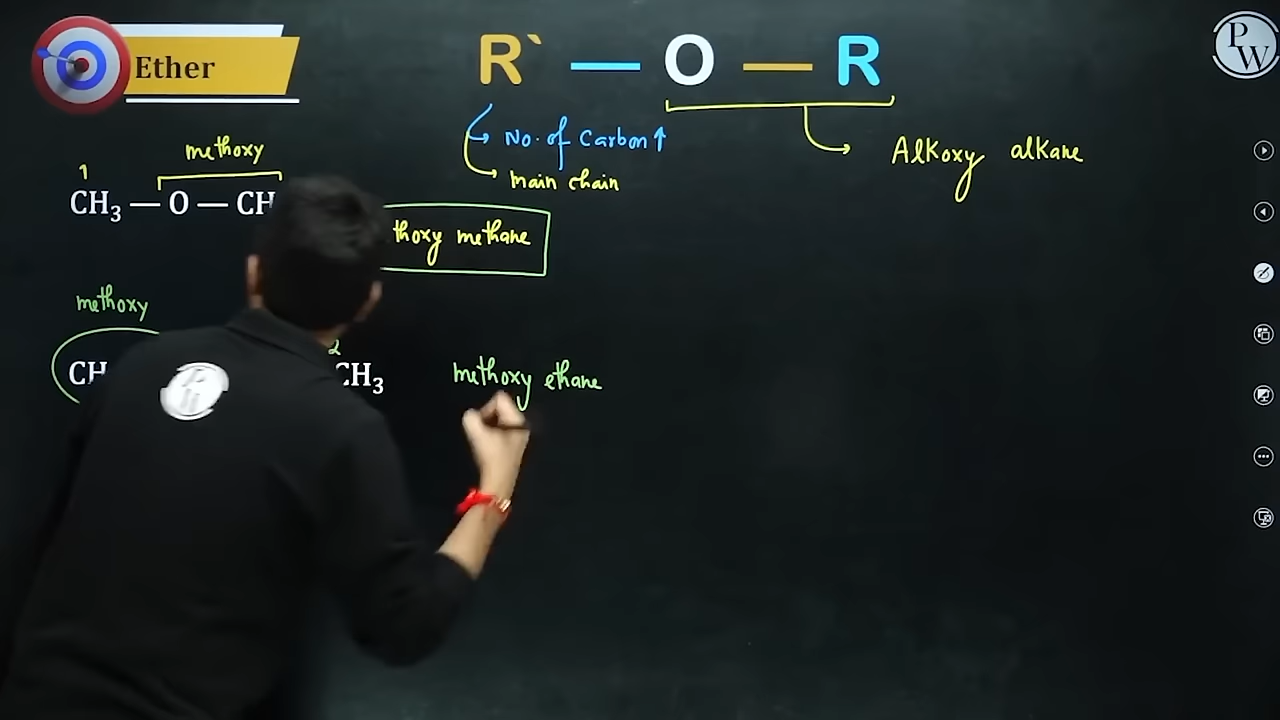 Ether
R` — O — R
P
W
No. of Carbon ↑
main chain
Alkoxy alkane
methoxy
1
CH₃ — O — CH
thoxy methane
methoxy
2
CH
CH₃
methoxy ethane